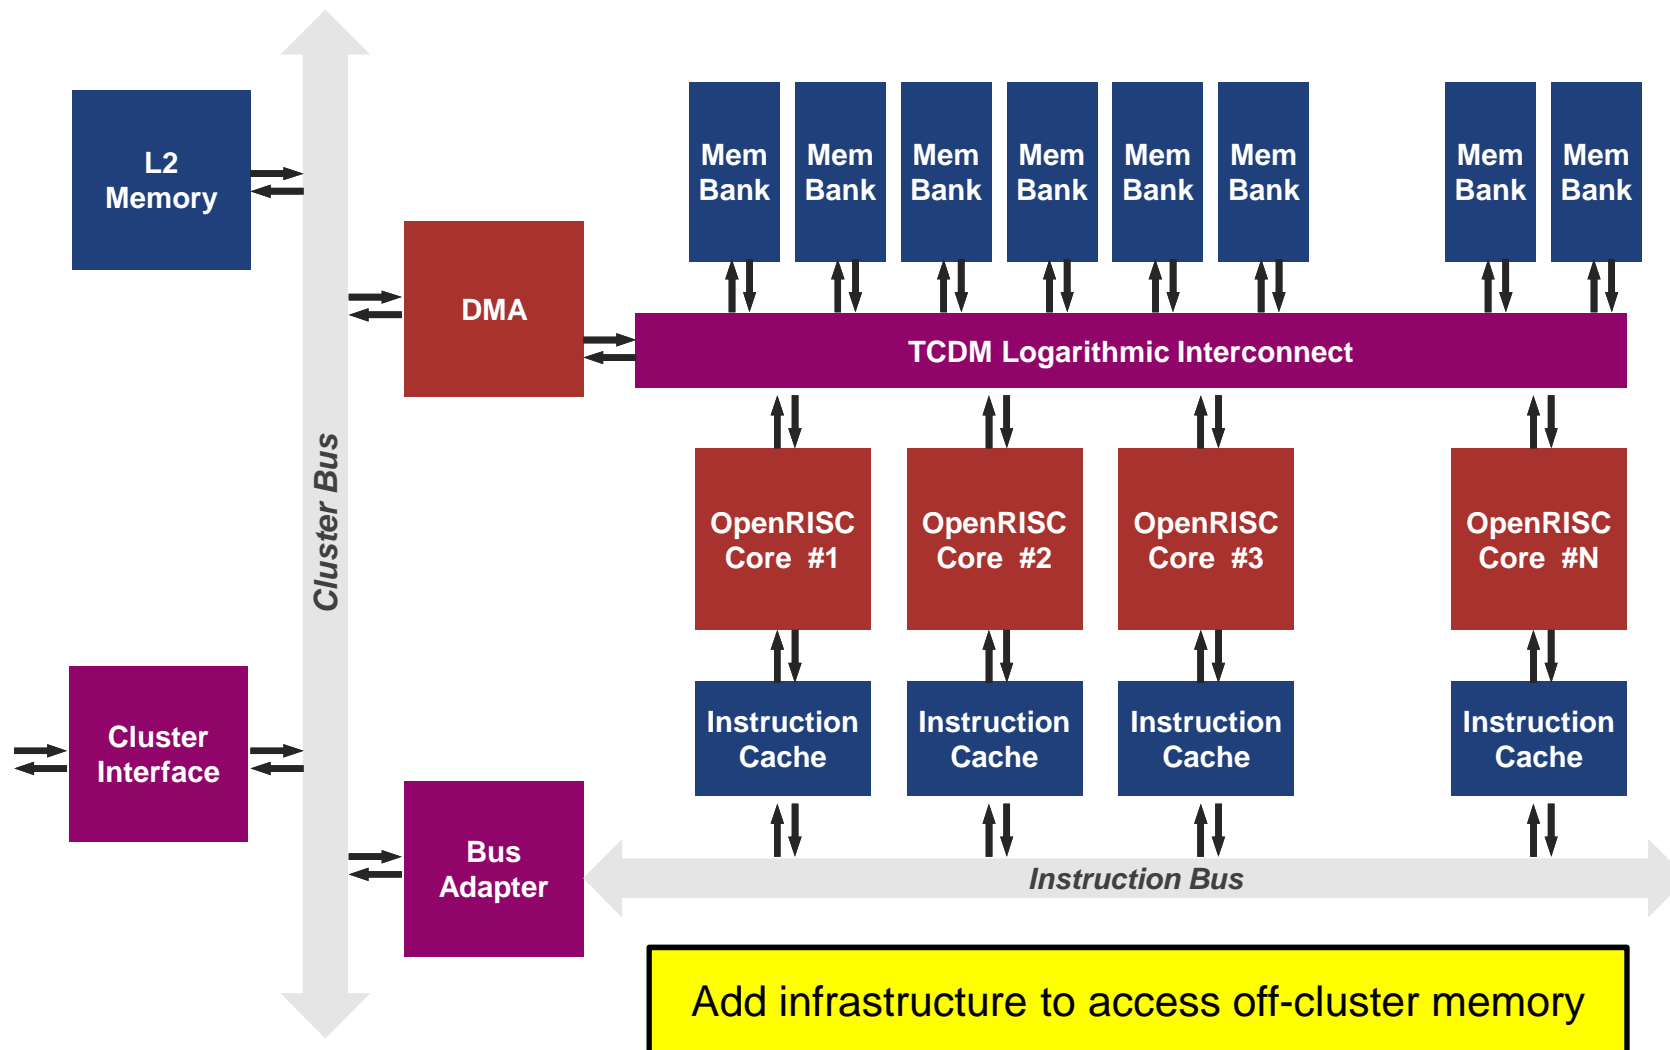 L2
Memory
Mem
Bank
Mem
Bank
Mem
Bank
Mem
Bank
Mem
Bank
Mem
Bank
Mem
Bank
Mem
Bank
DMA
TCDM Logarithmic Interconnect
Cluster Bus
OpenRISC
Core #1
OpenRISC
Core #2
OpenRISC
Core #3
OpenRISC
Core #N
Cluster
Interface
Instruction
Cache
Instruction
Cache
Instruction
Cache
Instruction
Cache
Bus
Adapter
Instruction Bus
Add infrastructure to access off-cluster memory